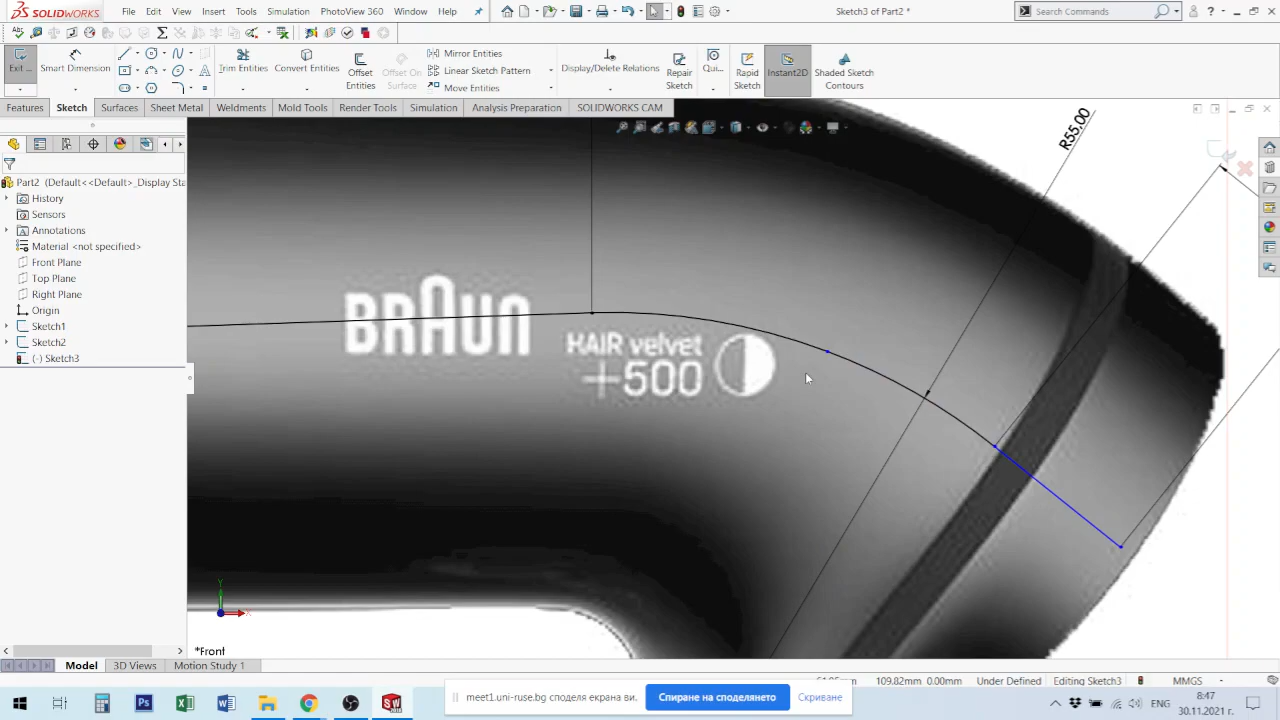 SOLIDWORKS File Edit View Insert Tools Simulation PhotoView 360 Window Help Sketch3 of Part2 * Search Commands
Exit ... Smart Dimension Trim Entities Convert Entities Offset Entities Offset On Surface Mirror Entities Linear Sketch Pattern Move Entities Display/Delete Relations Repair Sketch Qui... Rapid Sketch Instant2D Shaded Sketch Contours
Features Sketch Surfaces Sheet Metal Weldments Mold Tools Render Tools Simulation Analysis Preparation SOLIDWORKS CAM
R55,00
Part2 (Default<<Default>_Display Sta
History
Sensors
Annotations
Material <not specified>
Front Plane
Top Plane
Right Plane
Origin
Sketch1
Sketch2
(-) Sketch3
BRAUN
HAIR velvet
+500
Y
*Front
Model 3D Views Motion Study 1
109.82mm 0.00mm Under Defined Editing Sketch3 MMGS
meet1.uni-ruse.bg споделя екрана ви. Спиране на споделянето Скриване
ENG 8:47
30.11.2021 г.